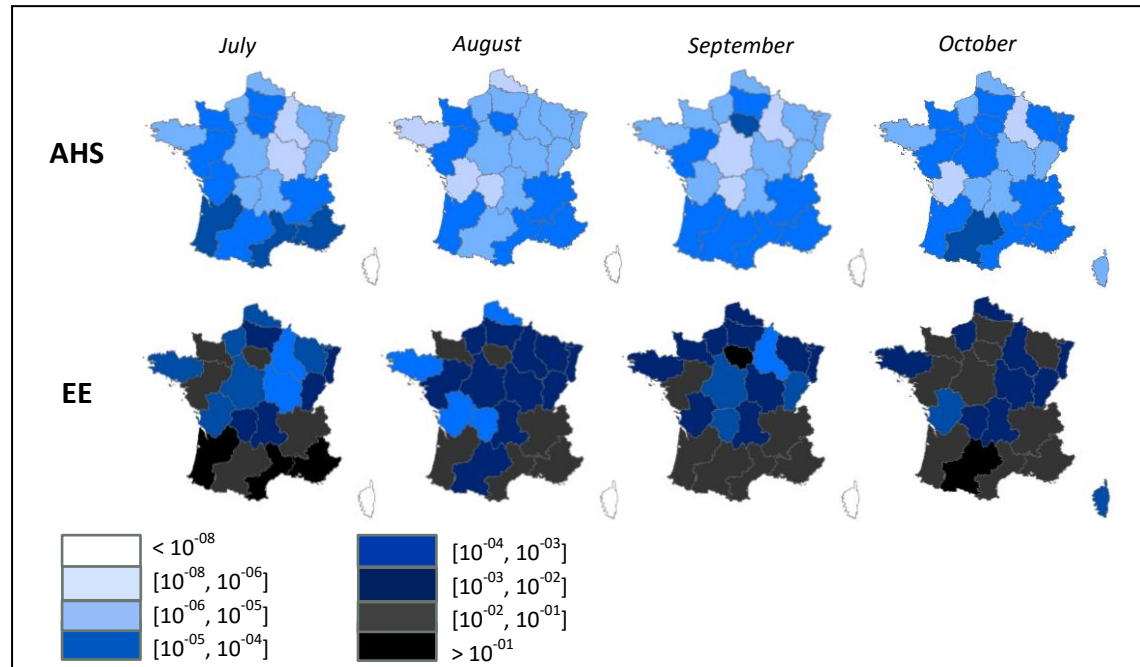 July August September October
AHS
EE
< 10⁻⁰⁸
[10⁻⁰⁸, 10⁻⁰⁶]
[10⁻⁰⁶, 10⁻⁰⁵]
[10⁻⁰⁵, 10⁻⁰⁴]
[10⁻⁰⁴, 10⁻⁰³]
[10⁻⁰³, 10⁻⁰²]
[10⁻⁰², 10⁻⁰¹]
> 10⁻⁰¹